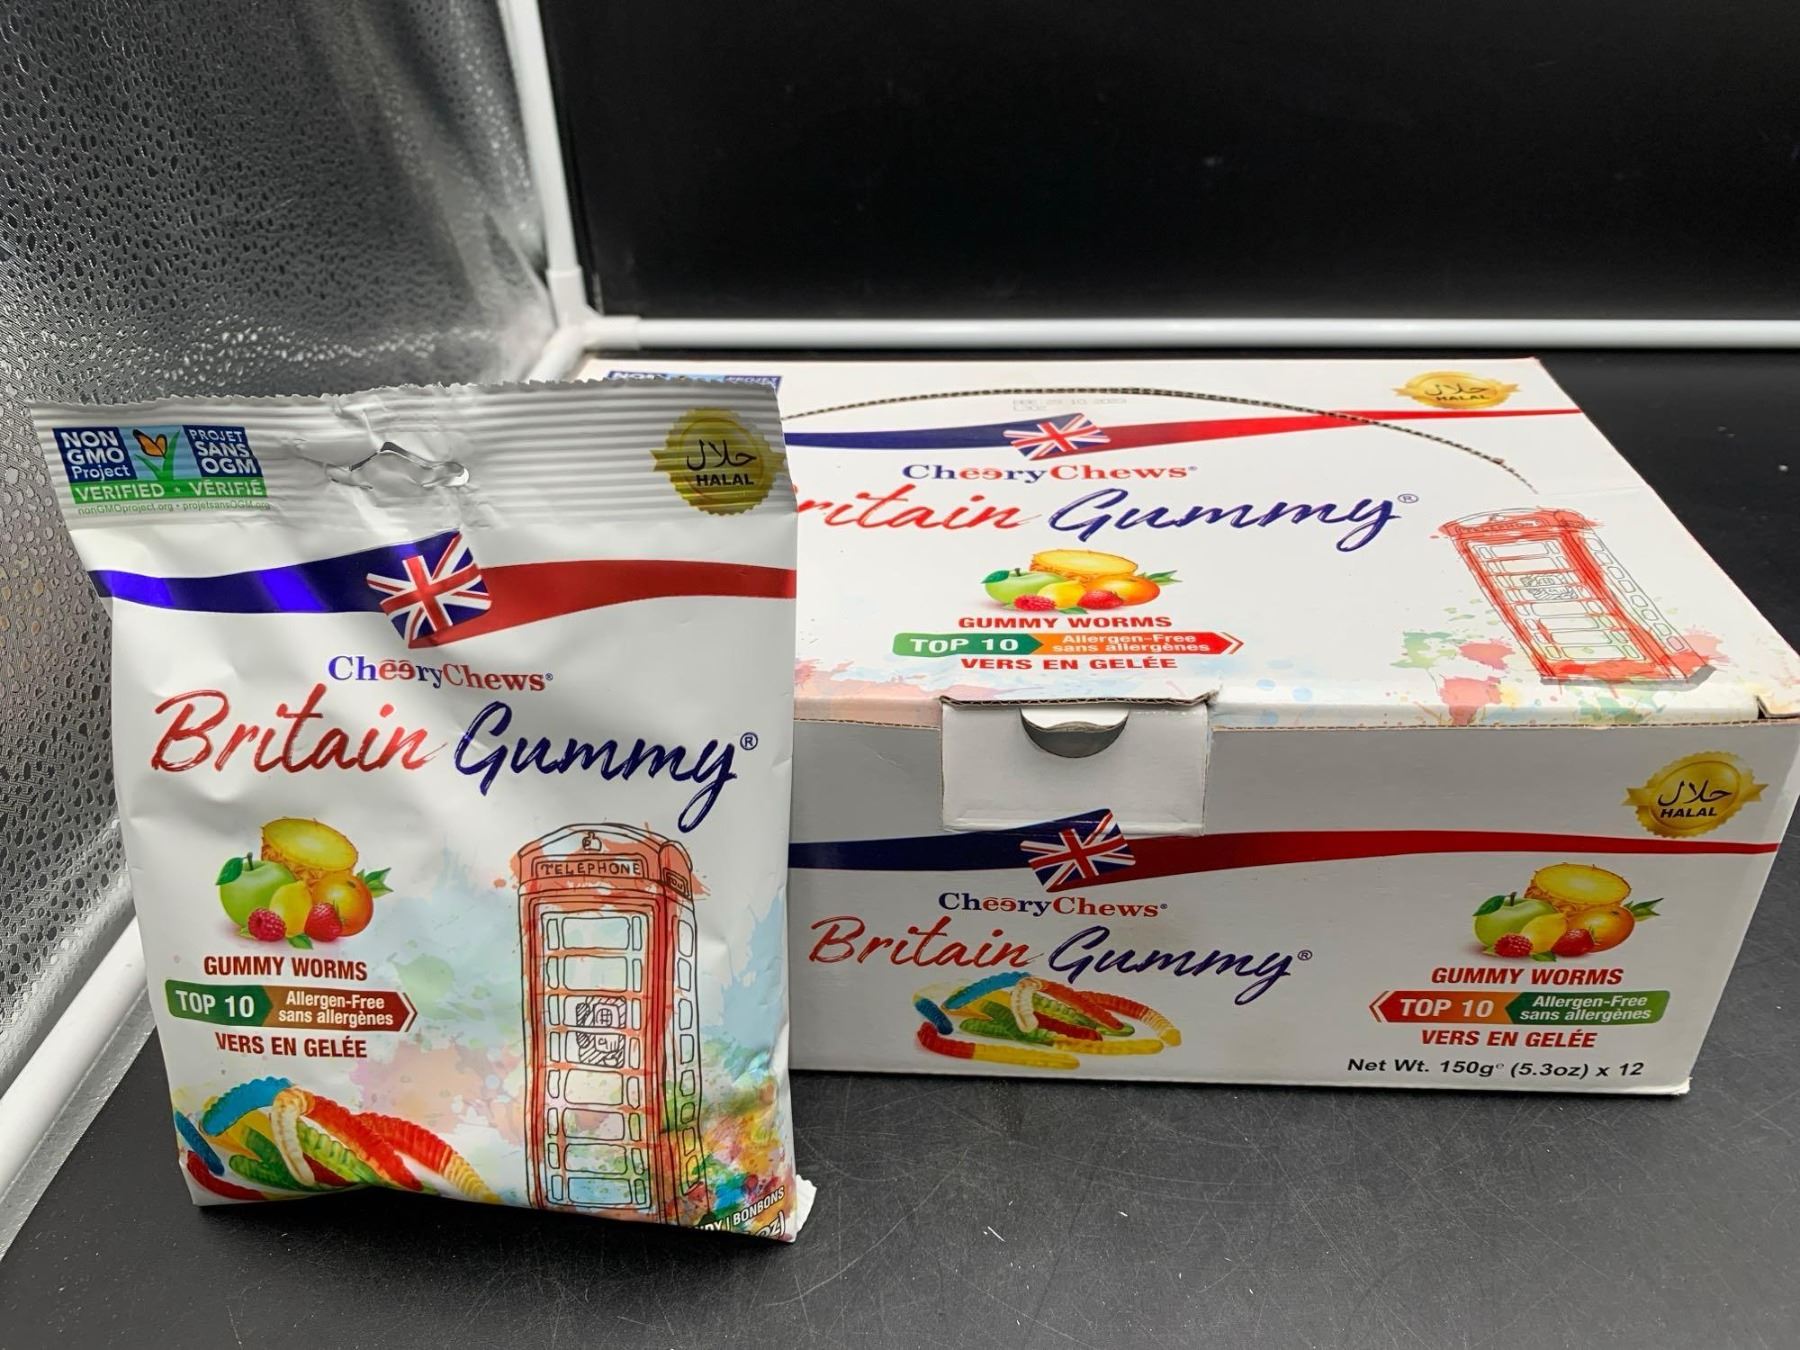 NON
GMO
Project
PROJET
SANS
OGM
VERIFIED • VÉRIFIÉ
nonGMOproject.org • projetsansOGM.org
حلال
HALAL
CheeryChews®
Britain Gummy®
GUMMY WORMS
TOP 10
Allergen-Free
sans allergènes
VERS EN GELÉE
TELEPHONE
BONBONS
oz)
حلال
HALAL
CheeryChews®
ritain Gummy®
GUMMY WORMS
TOP 10
Allergen-Free
sans allergènes
VERS EN GELÉE
حلال
HALAL
CheeryChews®
Britain Gummy®
GUMMY WORMS
TOP 10
Allergen-Free
sans allergènes
VERS EN GELÉE
Net Wt. 150g℮ (5.3oz) x 12